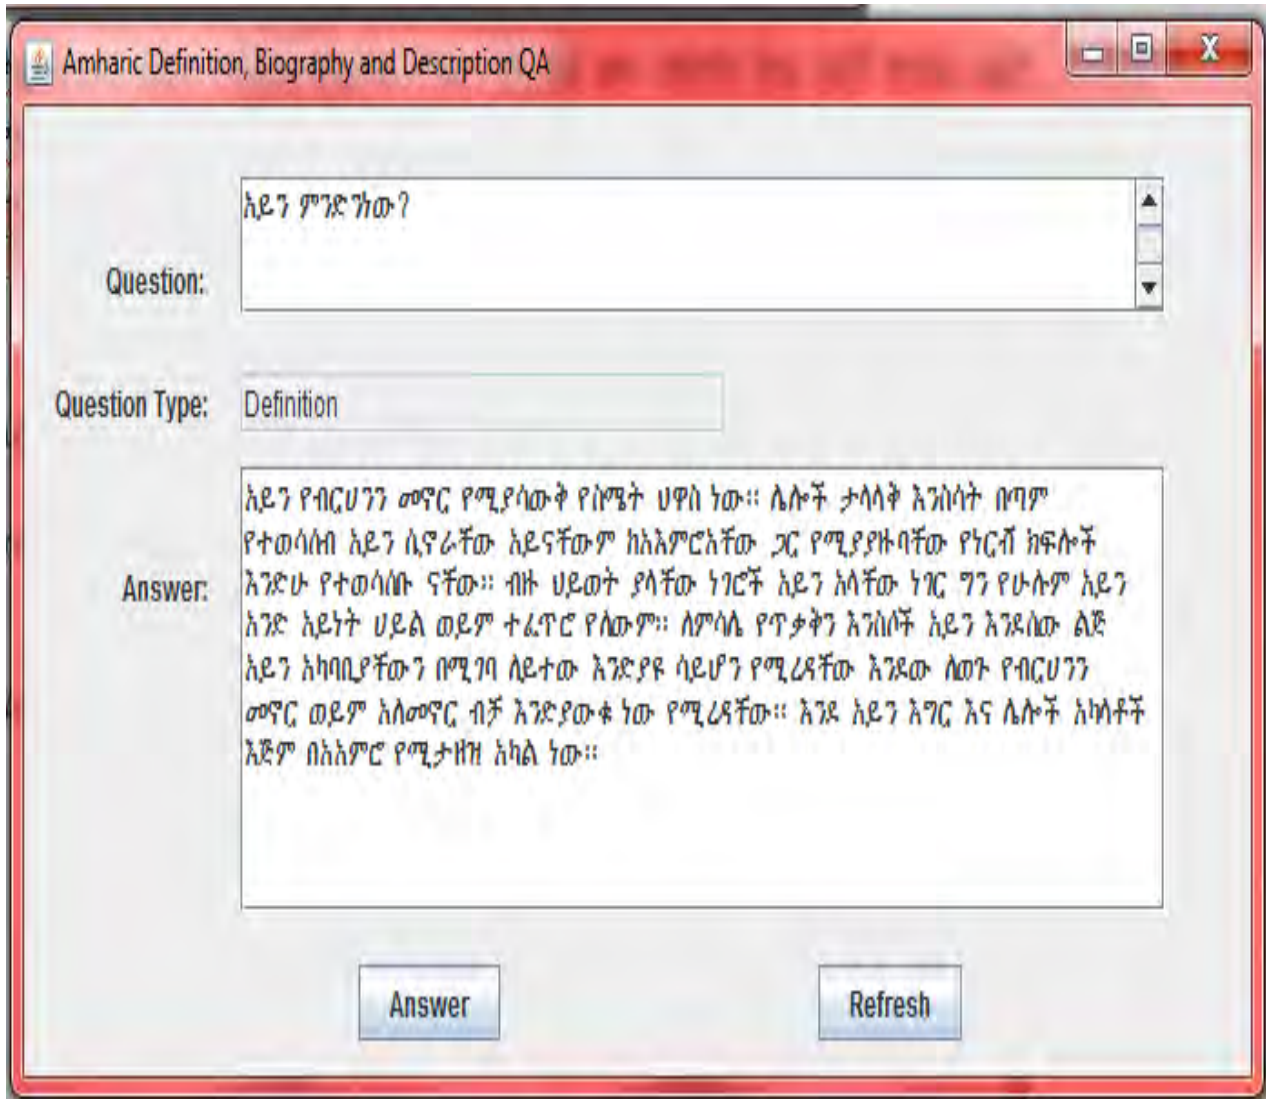 Amharic Definition, Biography and Description QA
አይን ምንድንነው?
Question:
Question Type:
Definition
አይን የብርሀንን መኖር የሚያሳውቅ የስሜት ህዋስ ነው። ሌሎች ታላላቅ እንስሳት በጣም
የተወሳሰብ አይን ሲኖራቸው አይናቸውም ከአእምሮአቸው ጋር የሚያያዙባቸው የነርቭ ክፍሎች
Answer:
እንድሁ የተወሳሰቡ ናቸው። ብዙ ህይወት ያላቸው ነገሮች አይን አላቸው ነገር ግን የሁሉም አይን
አንድ አይነት ሀይል ወይም ተፈጥሮ የለውም። ለምሳሌ የጥቃቅን እንስሶች አይን እንደሰው ልጅ
አይን አካባቢያቸውን በሚገባ ለይተው እንድያዩ ሳይሆን የሚረዳቸው እንደው ለወጉ የብርሀንን
መኖር ወይም አለመኖር ብቻ እንድያውቁ ነው የሚረዳቸው። እንደ አይን እግር እና ሌሎች አካላቶች
እጅም በአእምሮ የሚታዘዝ አካል ነው።
Answer
Refresh